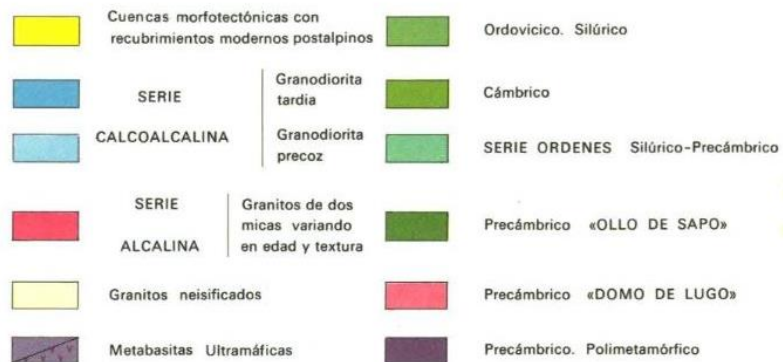 Cuencas morfotectónicas con
recubrimientos modernos postalpinos
SERIE
CALCOALCALINA
Granodiorita
tardia
Granodiorita
precoz
SERIE
ALCALINA
Granitos de dos
micas variando
en edad y textura
Granitos neisificados
Metabasitas Ultramáficas
Ordovicico. Silúrico
Cámbrico
SERIE ORDENES Silúrico-Precámbrico
Precámbrico «OLLO DE SAPO»
Precámbrico «DOMO DE LUGO»
Precámbrico. Polimetamórfico